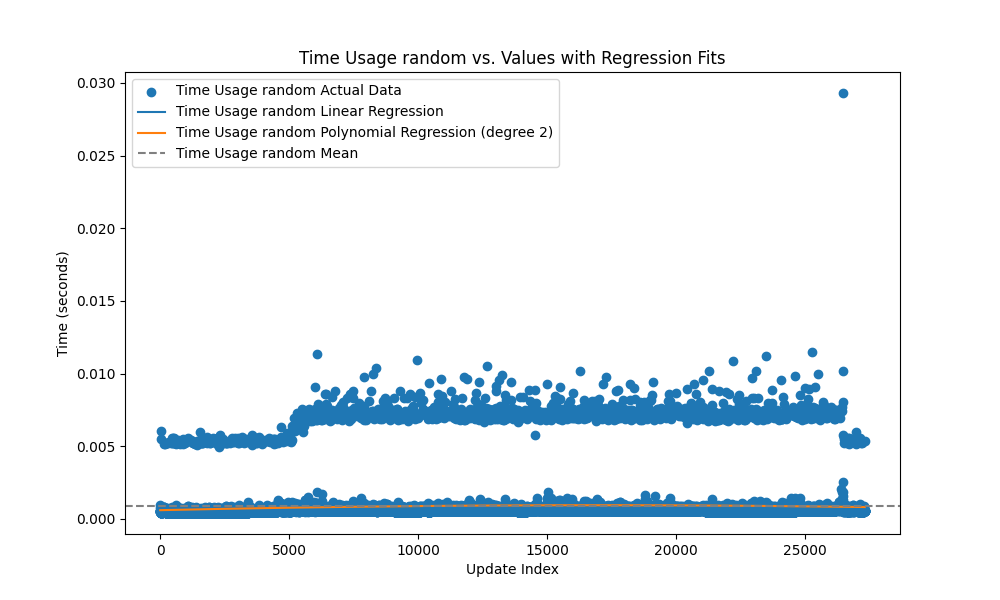 Time Usage random vs. Values with Regression Fits
Time Usage random Actual Data
Time Usage random Linear Regression
Time Usage random Polynomial Regression (degree 2)
Time Usage random Mean
Time (seconds)
0.030
0.025
0.020
0.015
0.010
0.005
0.000
0
5000
10000
15000
20000
25000
Update Index